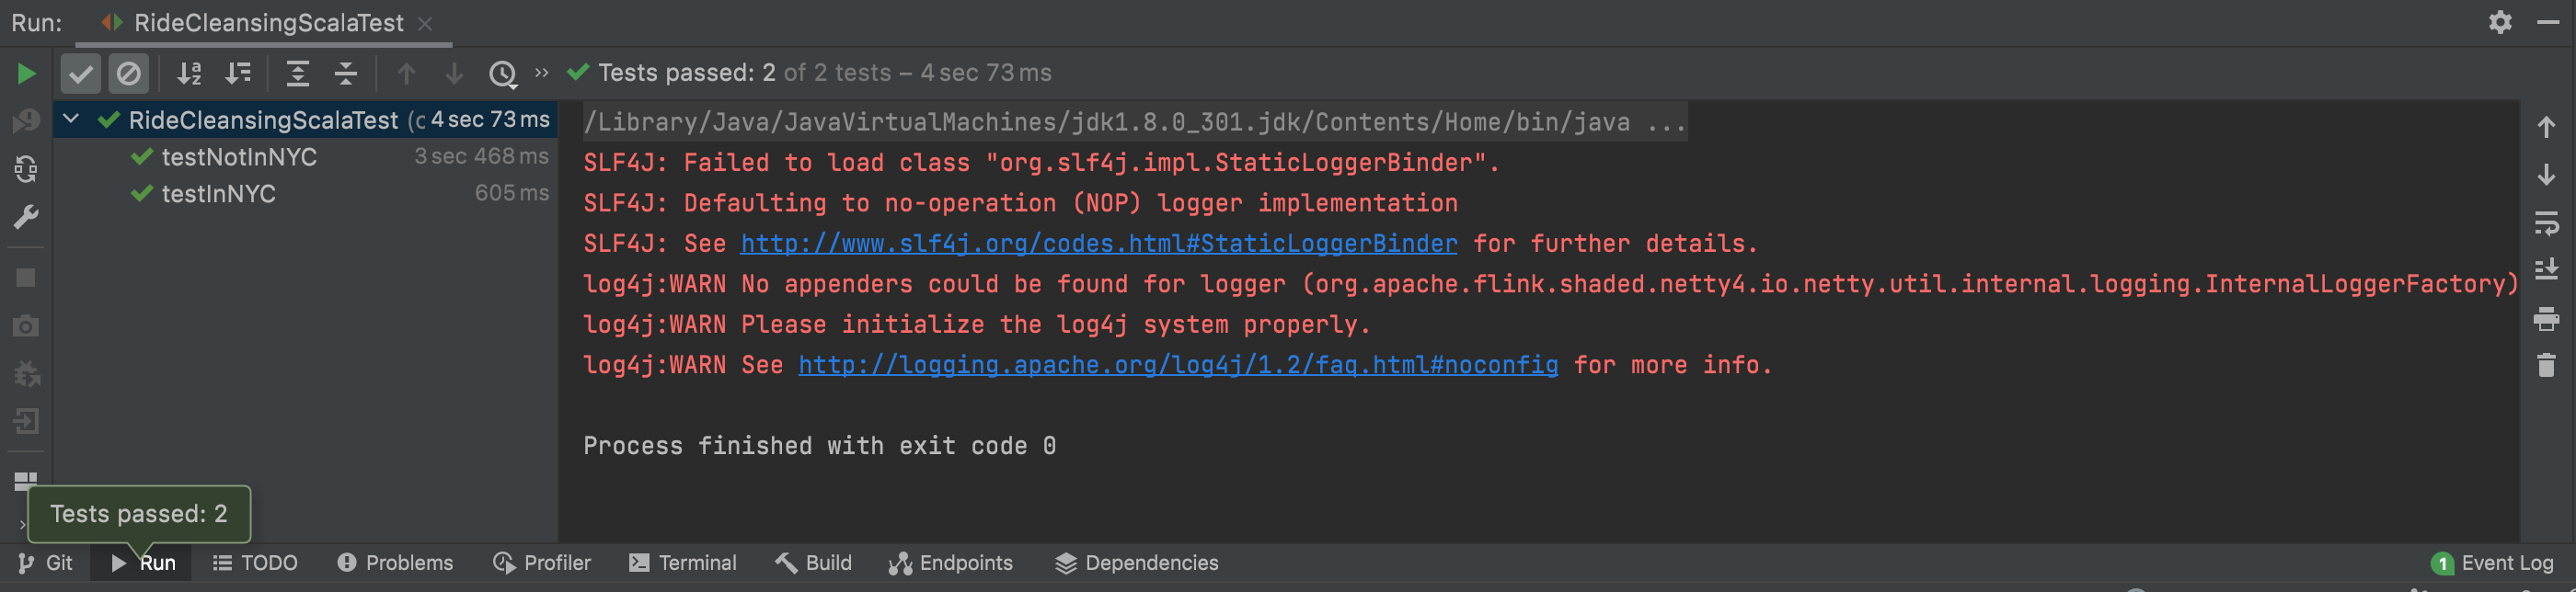 Run: RideCleansingScalaTest
Tests passed: 2 of 2 tests – 4 sec 73 ms
RideCleansingScalaTest (c 4 sec 73 ms
testNotInNYC 3 sec 468 ms
testInNYC 605 ms
/Library/Java/JavaVirtualMachines/jdk1.8.0_301.jdk/Contents/Home/bin/java ...
SLF4J: Failed to load class "org.slf4j.impl.StaticLoggerBinder".
SLF4J: Defaulting to no-operation (NOP) logger implementation
SLF4J: See http://www.slf4j.org/codes.html#StaticLoggerBinder for further details.
log4j:WARN No appenders could be found for logger (org.apache.flink.shaded.netty4.io.netty.util.internal.logging.InternalLoggerFactory)
log4j:WARN Please initialize the log4j system properly.
log4j:WARN See http://logging.apache.org/log4j/1.2/faq.html#noconfig for more info.
Process finished with exit code 0
Tests passed: 2
Git Run TODO Problems Profiler Terminal Build Endpoints Dependencies 1 Event Log